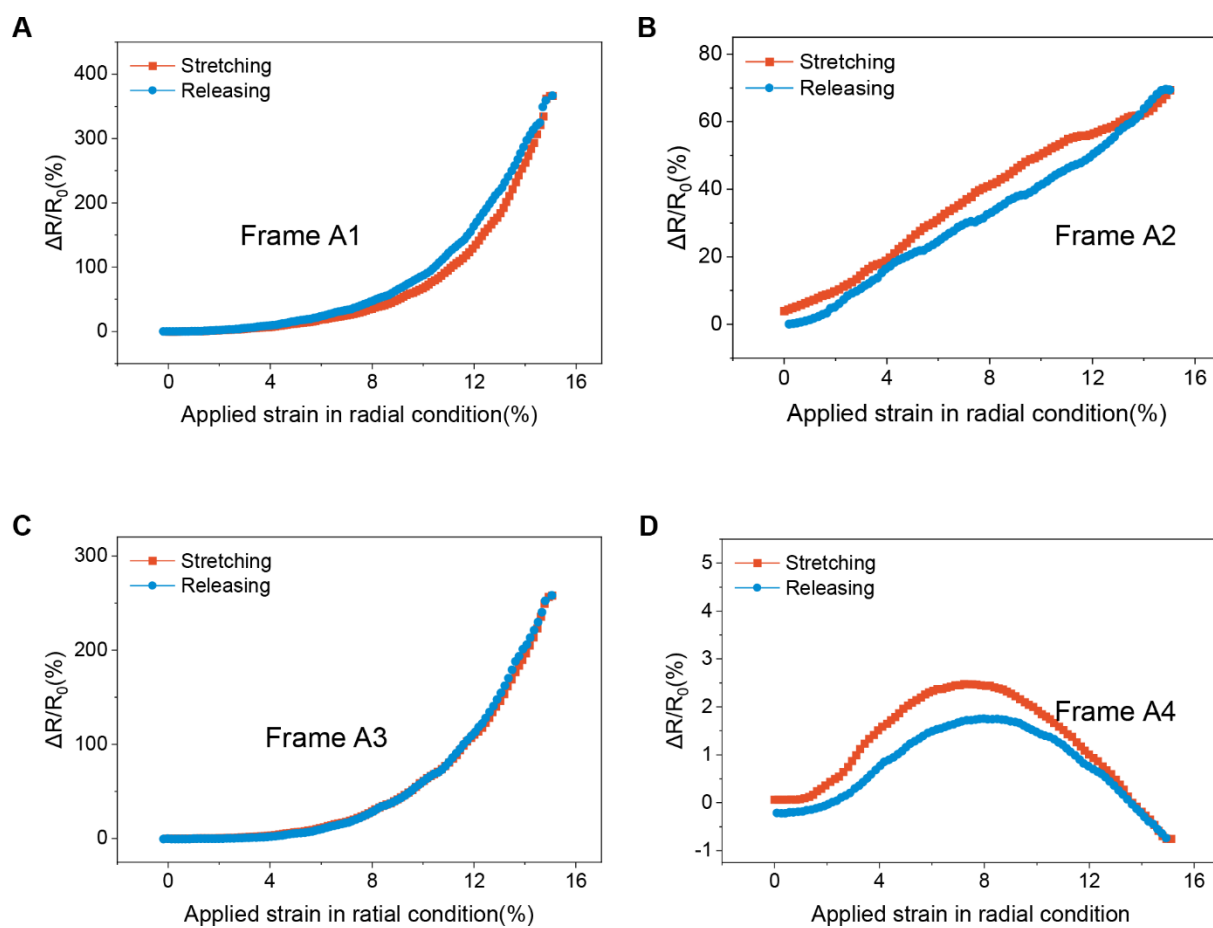 A
400
300
200
100
0
ΔR/R0(%)
Stretching
Releasing
Frame A1
0 4 8 12 16
Applied strain in radial condition(%)
B
80
60
40
20
0
ΔR/R0(%)
Stretching
Releasing
Frame A2
0 4 8 12 16
Applied strain in radial condition(%)
C
300
200
100
0
ΔR/R0(%)
Stretching
Releasing
Frame A3
0 4 8 12 16
Applied strain in ratial condition(%)
D
5
4
3
2
1
0
-1
ΔR/R0(%)
Stretching
Releasing
Frame A4
0 4 8 12 16
Applied strain in radial condition